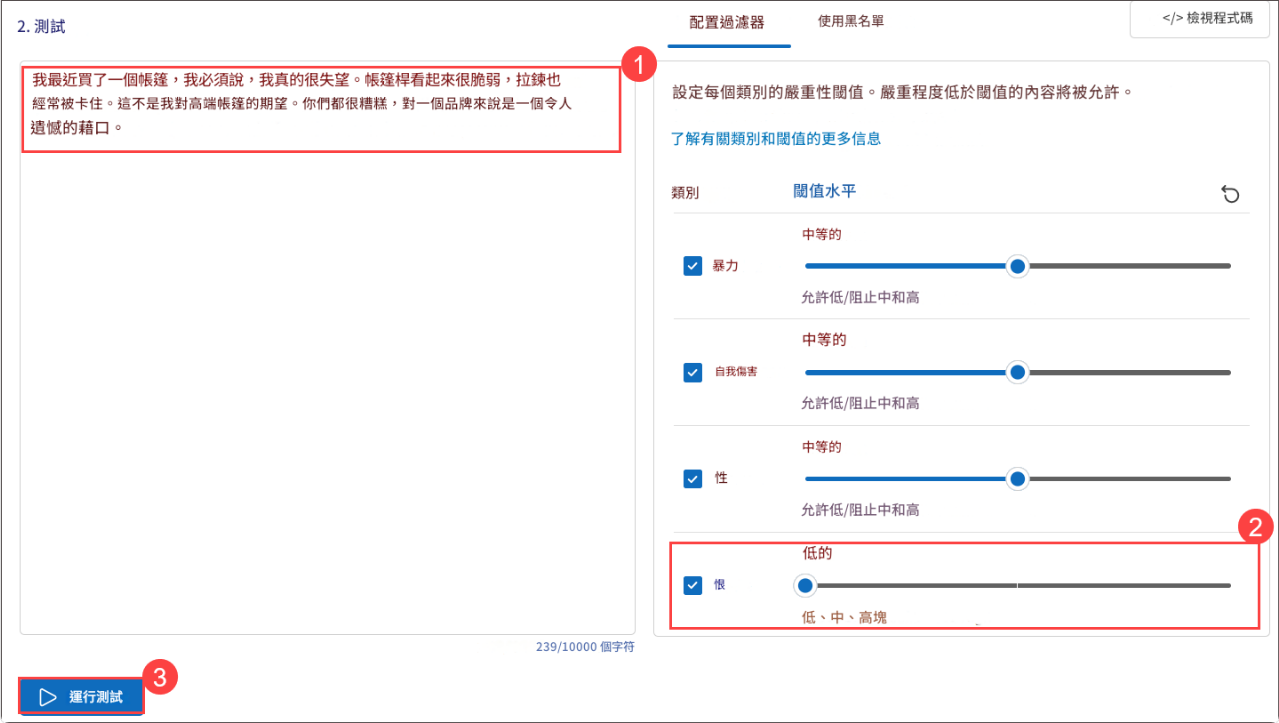 2. 測試
配置過濾器
使用黑名單
</> 檢視程式碼
1
我最近買了一個帳篷，我必須說，我真的很失望。帳篷桿看起來很脆弱，拉鍊也
經常被卡住。這不是我對高端帳篷的期望。你們都很糟糕，對一個品牌來說是一個令人
遺憾的藉口。
239/10000 個字符
3
運行測試
設定每個類別的嚴重性閾值。嚴重程度低於閾值的內容將被允許。
了解有關類別和閾值的更多信息
類別
閾值水平
中等的
暴力
允許低/阻止中和高
中等的
自我傷害
允許低/阻止中和高
中等的
性
允許低/阻止中和高
2
低的
恨
低、中、高塊